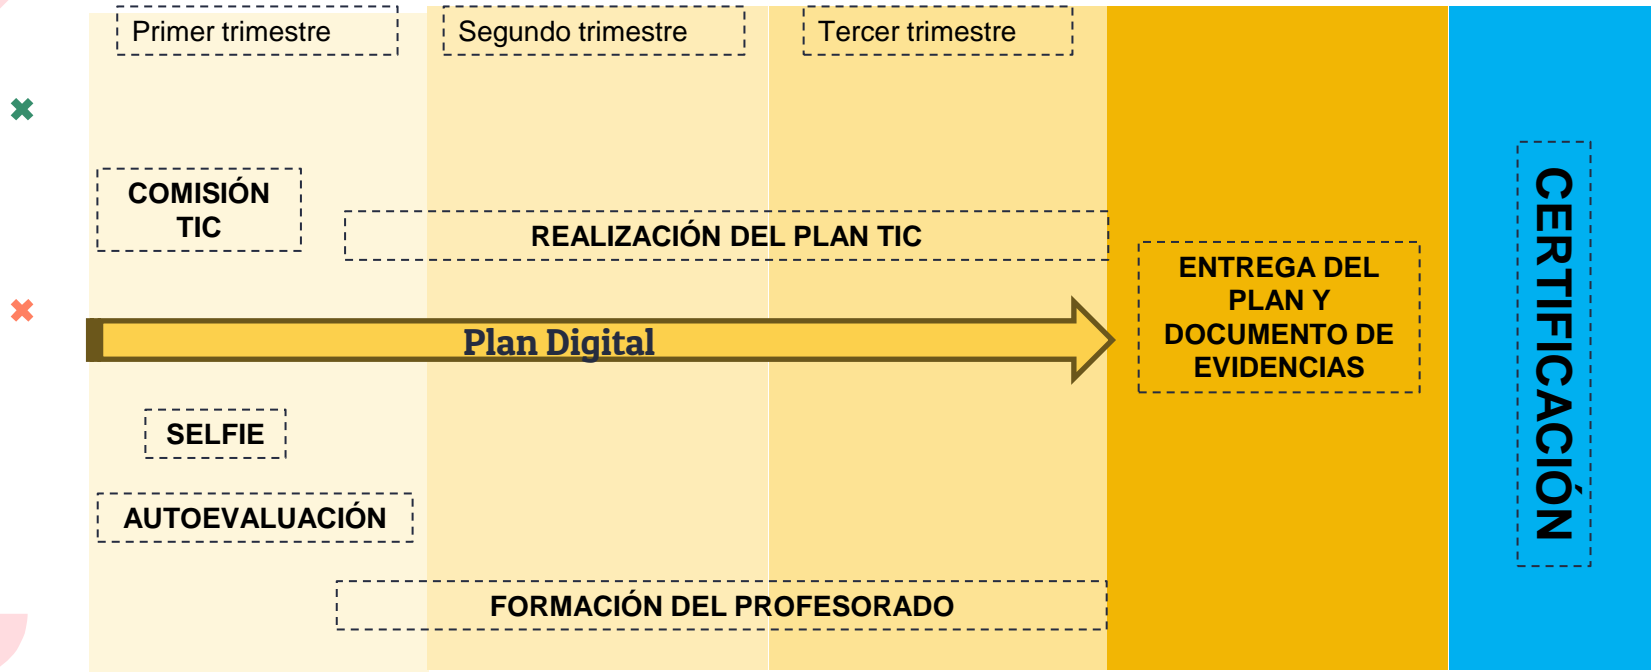 Primer trimestre
Segundo trimestre
Tercer trimestre
COMISIÓN
TIC
REALIZACIÓN DEL PLAN TIC
ENTREGA DEL
PLAN Y
DOCUMENTO DE
EVIDENCIAS
Plan Digital
SELFIE
AUTOEVALUACIÓN
FORMACIÓN DEL PROFESORADO
CERTIFICACIÓN